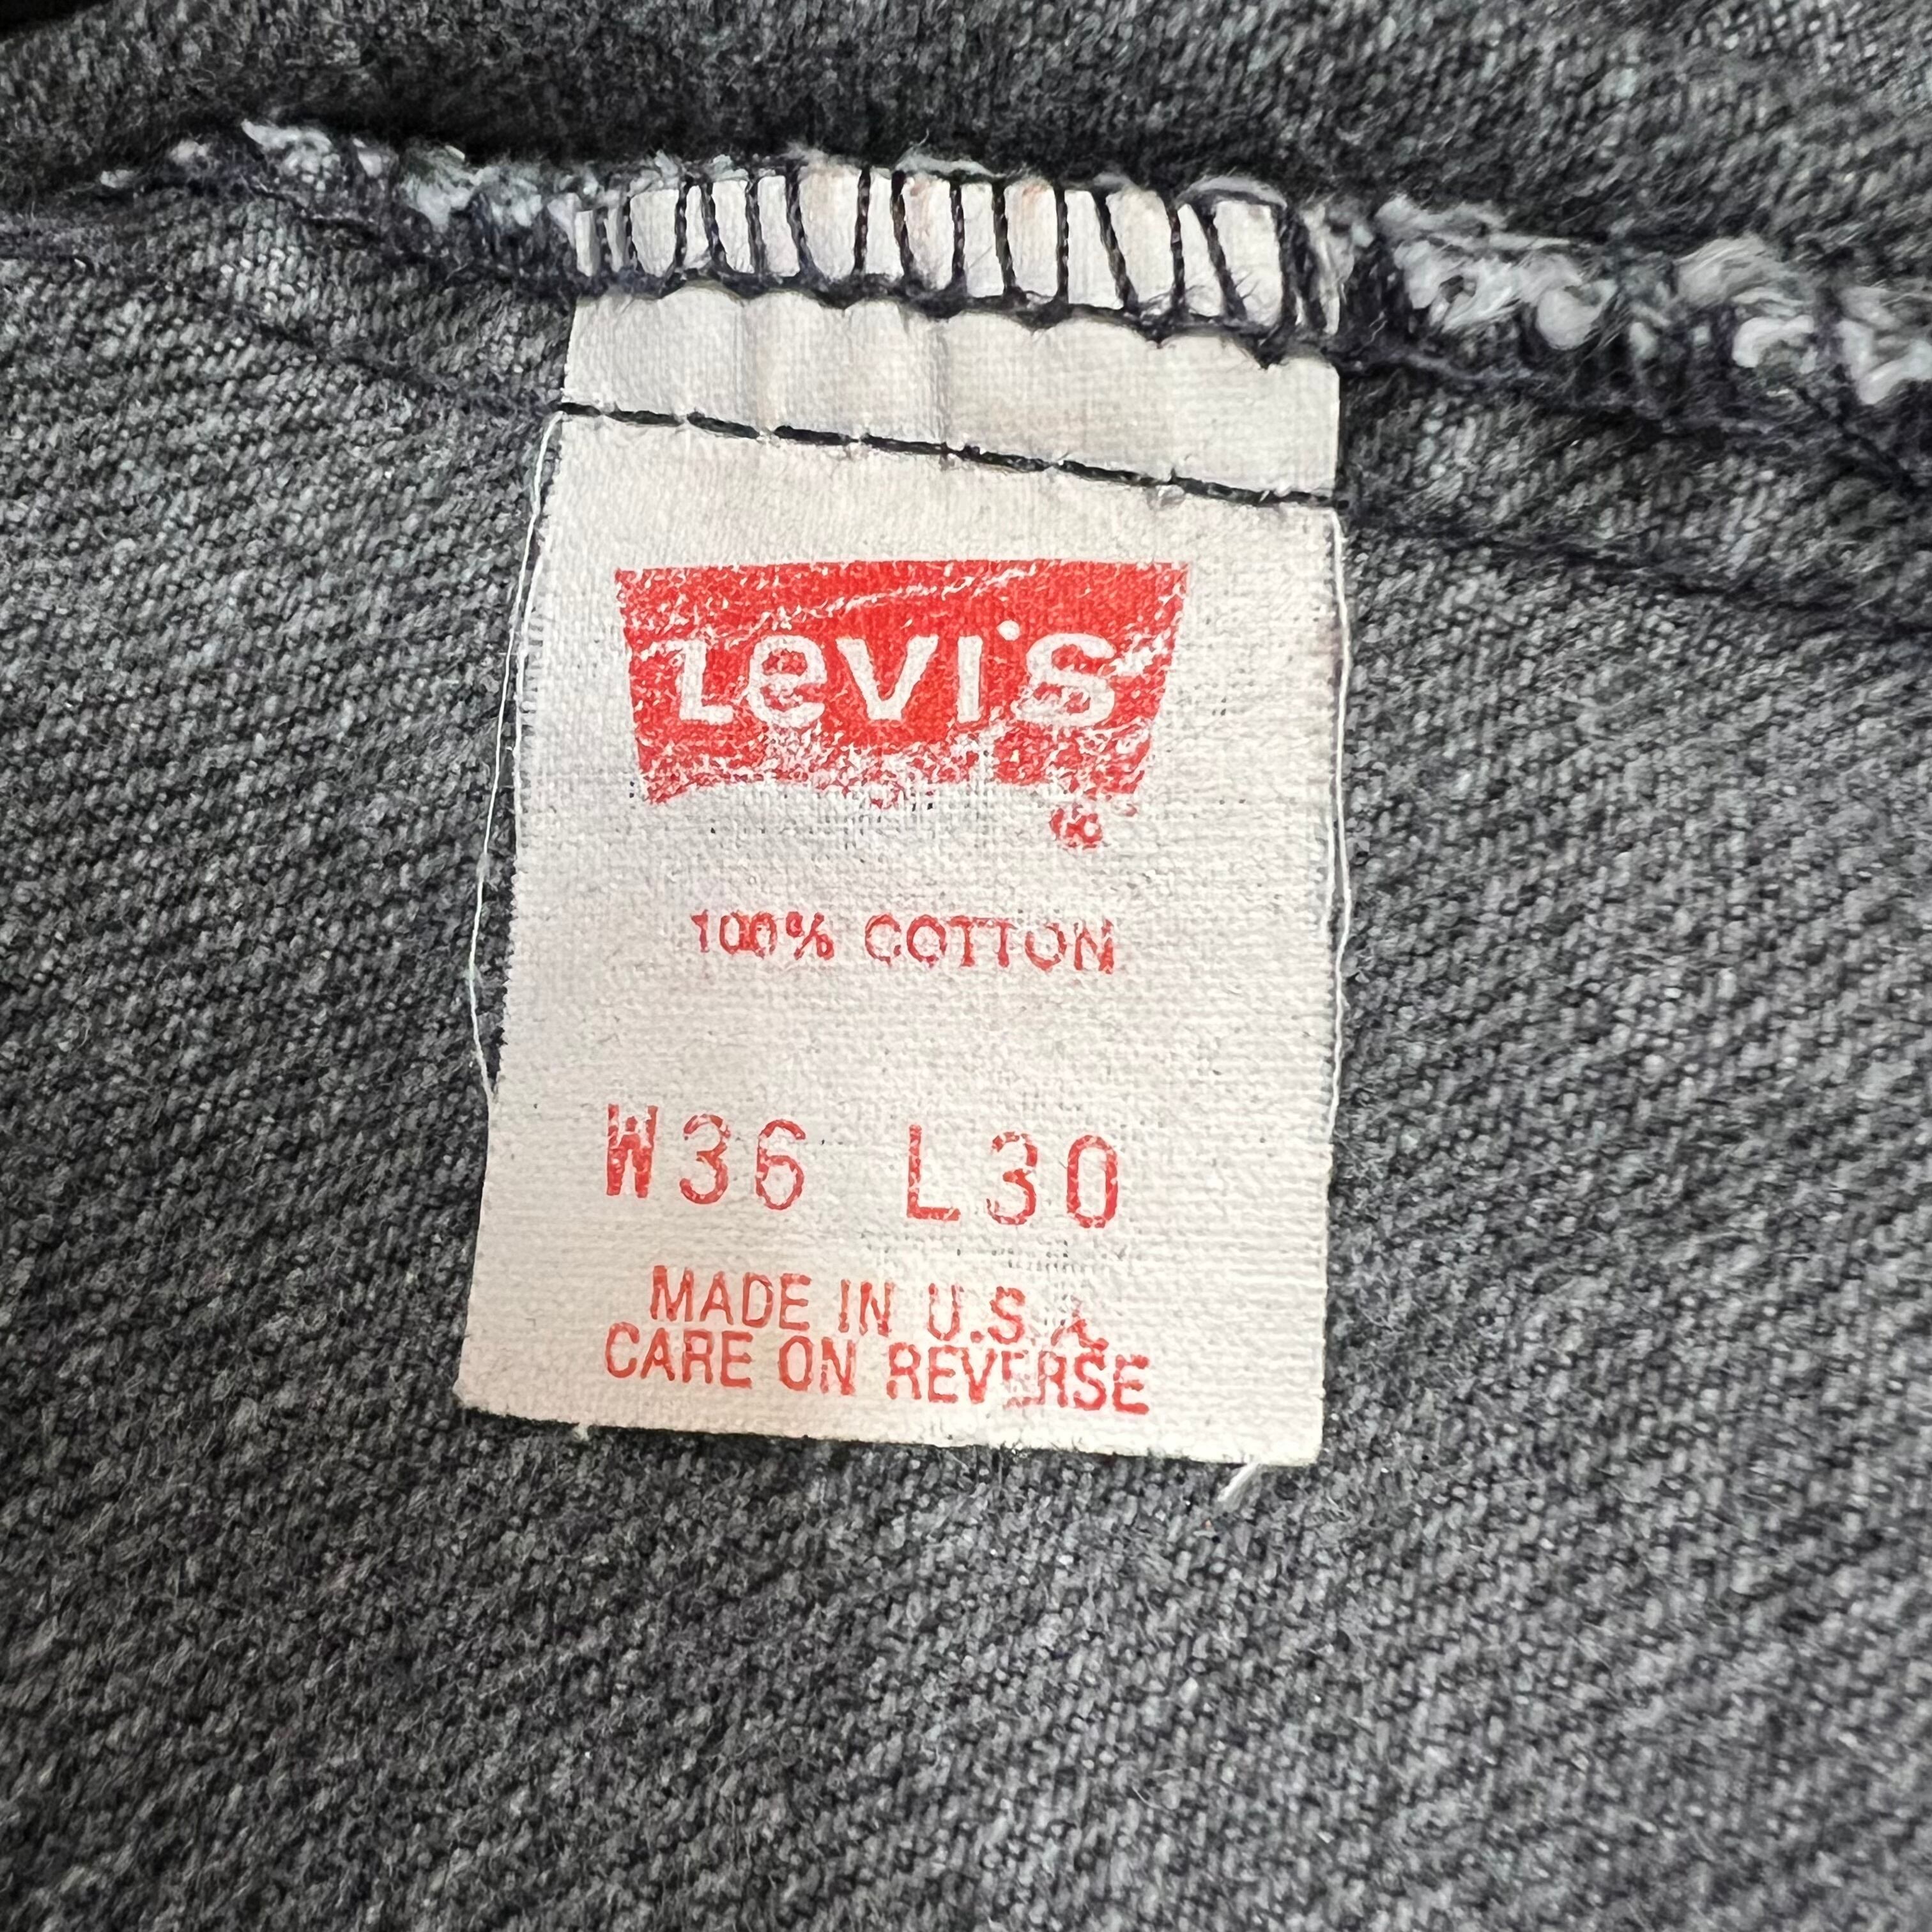 Levi's
®
100% COTTON
W36 L30
MADE IN U.S.A.
CARE ON REVERSE